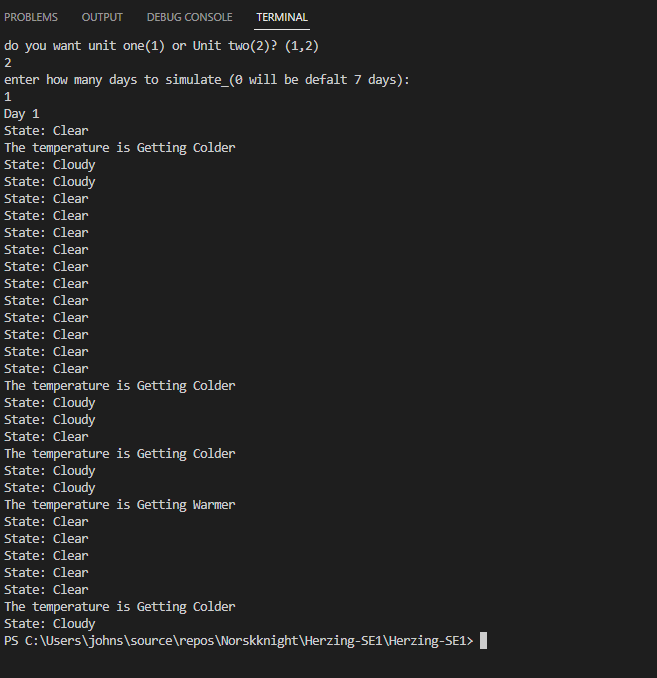 PROBLEMS OUTPUT DEBUG CONSOLE TERMINAL
do you want unit one(1) or Unit two(2)? (1,2)
2
enter how many days to simulate_(0 will be defalt 7 days):
1
Day 1
State: Clear
The temperature is Getting Colder
State: Cloudy
State: Cloudy
State: Clear
State: Clear
State: Clear
State: Clear
State: Clear
State: Clear
State: Clear
State: Clear
State: Clear
State: Clear
State: Clear
The temperature is Getting Colder
State: Cloudy
State: Cloudy
State: Clear
The temperature is Getting Colder
State: Cloudy
State: Cloudy
The temperature is Getting Warmer
State: Clear
State: Clear
State: Clear
State: Clear
State: Clear
The temperature is Getting Colder
State: Cloudy
PS C:\Users\johns\source\repos\Norskknight\Herzing-SE1\Herzing-SE1>